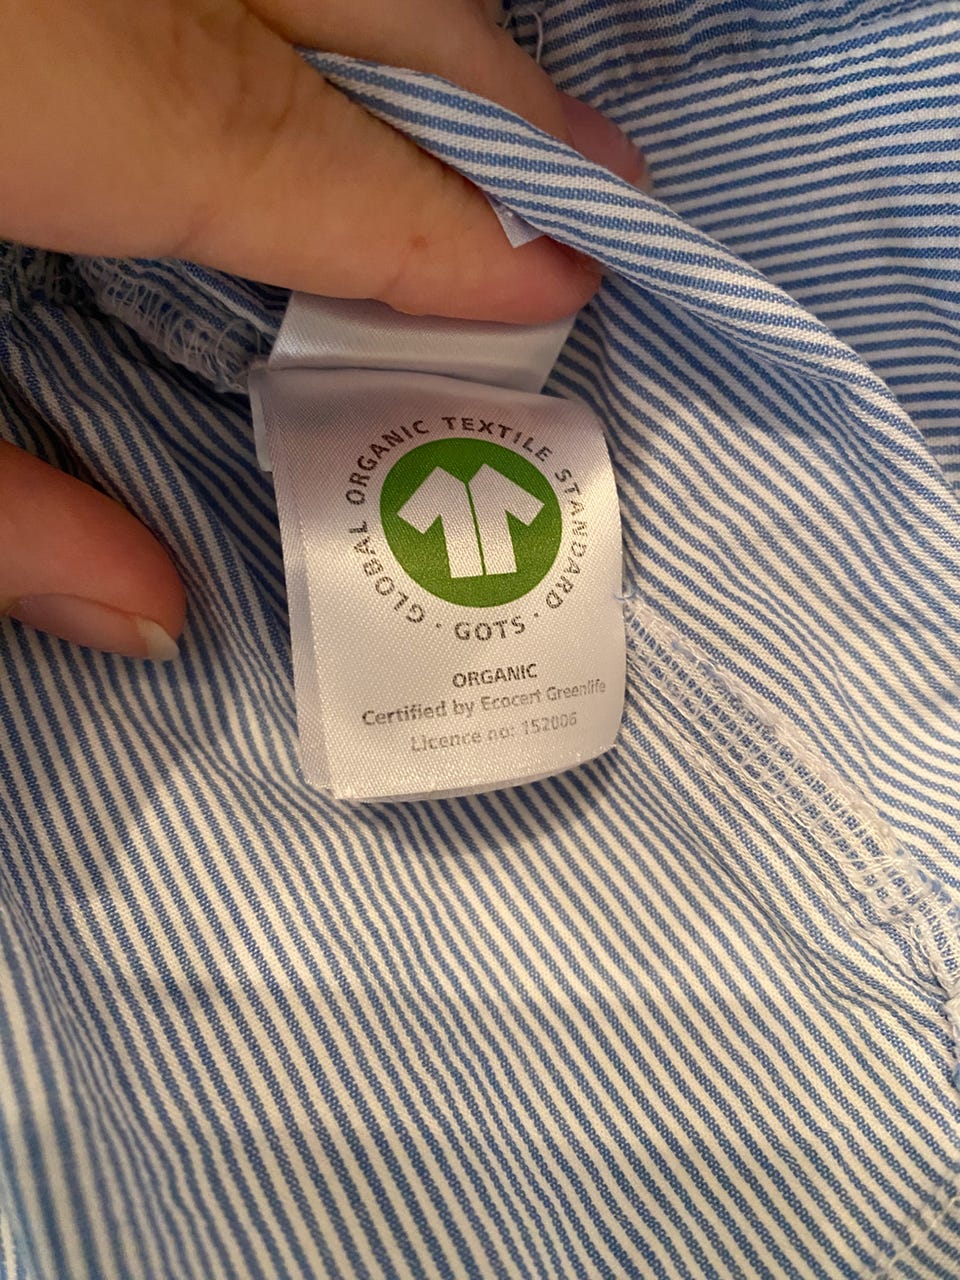 GLOBAL ORGANIC TEXTILE STANDARD · GOTS ·
ORGANIC
Certified by Ecocert Greenlife
Licence no: 152006